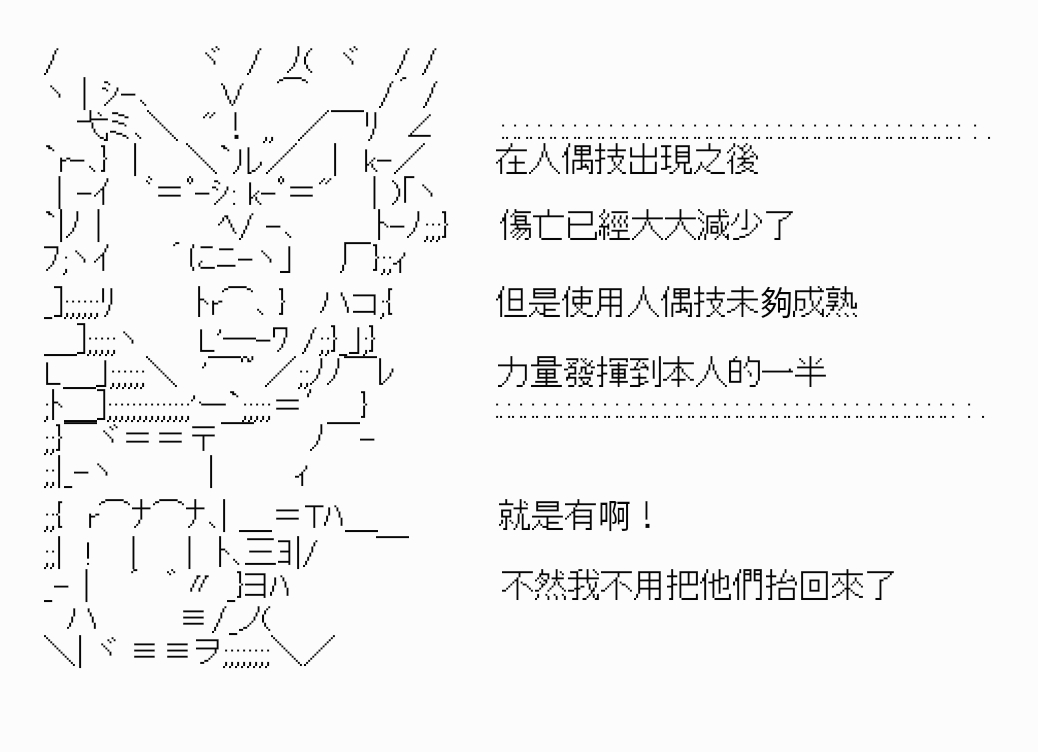 在人偶技出現之後
傷亡已經大大減少了
但是使用人偶技未夠成熟
力量發揮到本人的一半
就是有啊！
不然我不用把他們抬回來了